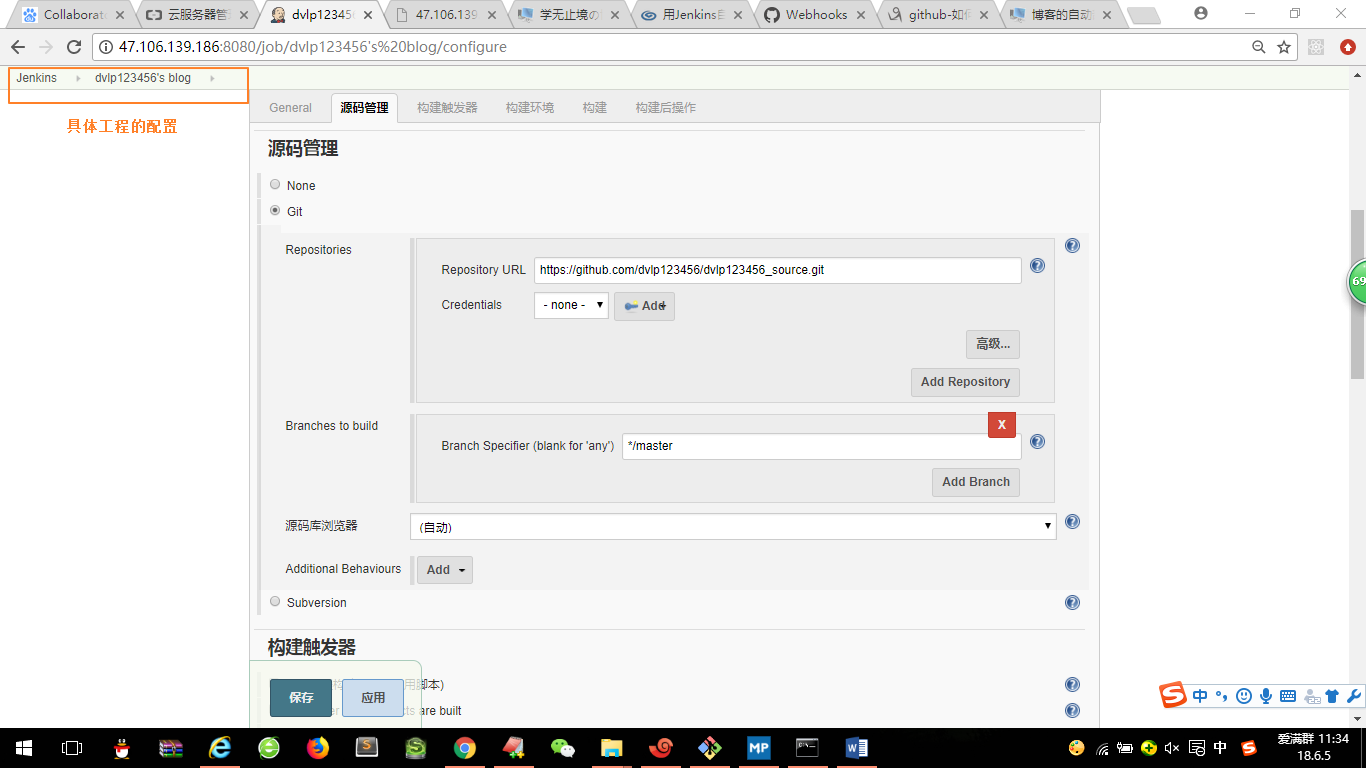 Collaborat
云服务器管
dvlp12345
47.106.139
学无止境の
用Jenkins自
Webhooks
github-如何
博客的自动
47.106.139.186:8080/job/dvlp123456's%20blog/configure
Jenkins dvlp123456's blog
具体工程的配置
General 源码管理 构建触发器 构建环境 构建 构建后操作
源码管理
None
Git
Repositories
Repository URL https://github.com/dvlp123456/dvlp123456_source.git
Credentials - none - Add
高级...
Add Repository
Branches to build
X
Branch Specifier (blank for 'any') */master
Add Branch
源码库浏览器 (自动)
Additional Behaviours Add
Subversion
构建触发器
用脚本)
are built
保存 应用
69
中
爱满群 11:34
中
18.6.5
MP